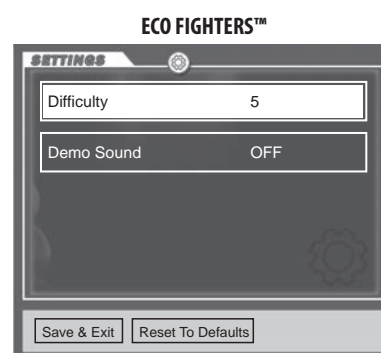 ECO FIGHTERS™
SETTINGS
Difficulty 5
Demo Sound OFF
Save & Exit Reset To Defaults